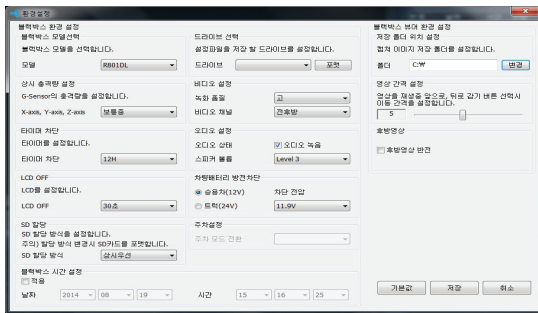 환경설정
블랙박스 환경 설정
블랙박스 모델선택
블랙박스 모델을 선택합니다.
모델 R801DL
드라이브 선택
설정파일을 저장 할 드라이브를 설정합니다.
드라이브 포맷
상시 충격량 설정
G-Sensor의 충격량을 설정합니다.
X-axis, Y-axis, Z-axis 보통중
비디오 설정
녹화 품질 고
비디오 채널 전후방
타이머 차단
타이머를 설정합니다.
타이머 차단 12H
오디오 설정
오디오 상태 오디오 녹음
스피커 볼륨 Level 3
LCD OFF
LCD를 설정합니다.
LCD OFF 30초
차량배터리 방전차단
승용차(12V) 차단 전압
트럭(24V) 11.9V
SD 할당
SD 할당 방식을 설정합니다.
주의) 할당 방식 변경시 SD카드를 포맷합니다.
SD 할당 방식 상시우선
주차설정
주차 모드 전환
블랙박스 시간 설정
적용
날짜 2014 - 08 - 19 시간 15 - 16 - 25
블랙박스 뷰어 환경 설정
저장 폴더 위치 설정
캡쳐 이미지 저장 폴더를 설정합니다.
폴더 C:₩ 변경
영상 간격 설정
영상을 재생중 앞으로, 뒤로 감기 버튼 선택시
이동 간격을 설정합니다.
5
후방영상
후방영상 반전
기본값 저장 취소